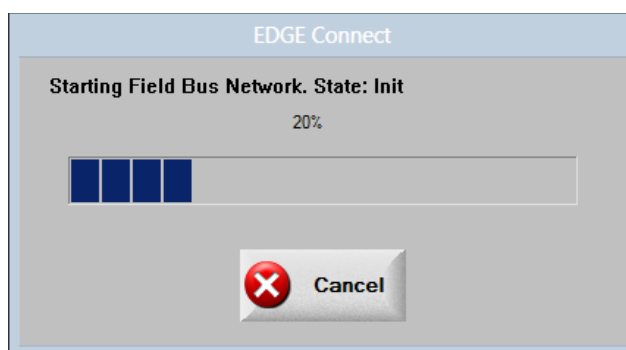 EDGE Connect
Starting Field Bus Network. State: Init
20%
Cancel